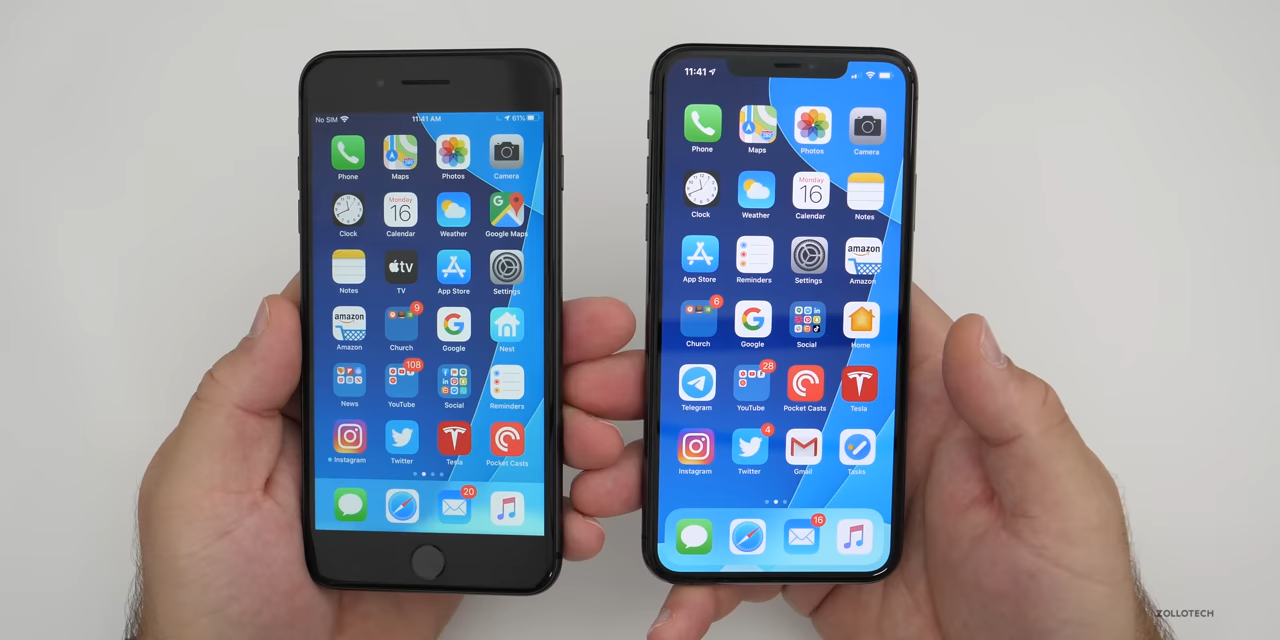 No SIM 11:41 AM 61%
Phone Maps Photos Camera
Monday
16
Clock Calendar Weather Google Maps
tv
Notes TV App Store Settings
amazon 9
Amazon Church Google Nest
108
News YouTube Social Reminders
Instagram Twitter Tesla Pocket Casts
20
11:41
Phone Maps Photos Camera
Monday
16
Clock Weather Calendar Notes
amazon
App Store Reminders Settings Amazon
6
Church Google Social Home
28
Telegram YouTube Pocket Casts Tesla
4
Instagram Twitter Gmail Tasks
16
ZOLLOTECH